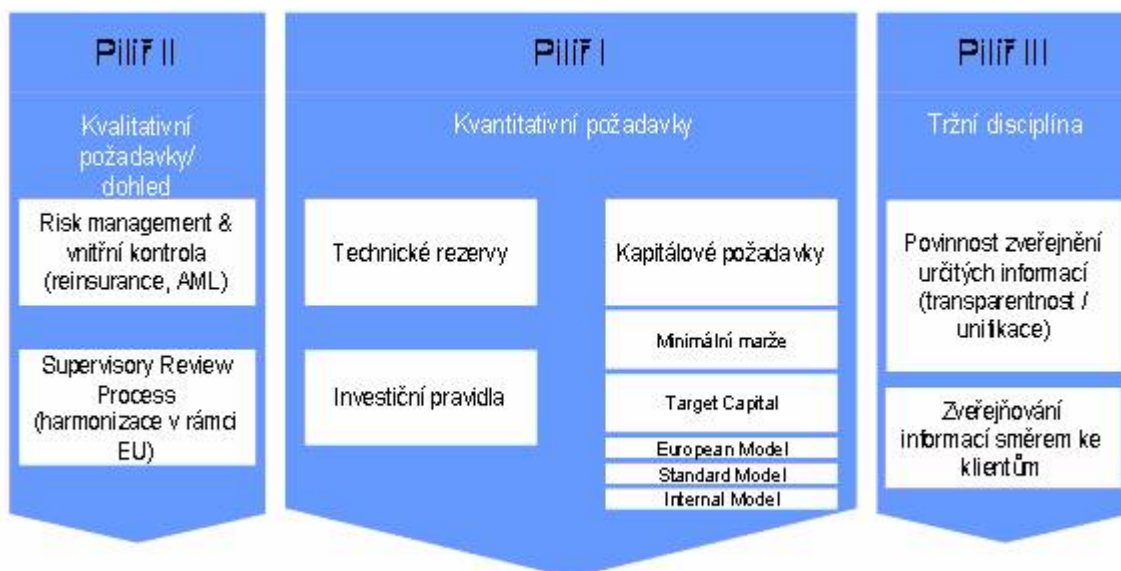 Pilíř II
Kvalitativní
požadavky/
dohled
Risk management &
vnitřní kontrola
(reinsurance, AML)
Supervisory Review
Process
(harmonizace v rámci
EU)
Pilíř I
Kvantitativní požadavky
Technické rezervy
Investiční pravidla
Kapitálové požadavky
Minimální marže
Target Capital
European Model
Standard Model
Internal Model
Pilíř III
Tržní disciplína
Povinnost zveřejnění
určitých informací
(transparentnost /
unifikace)
Zveřejňování
informací směrem ke
klientům